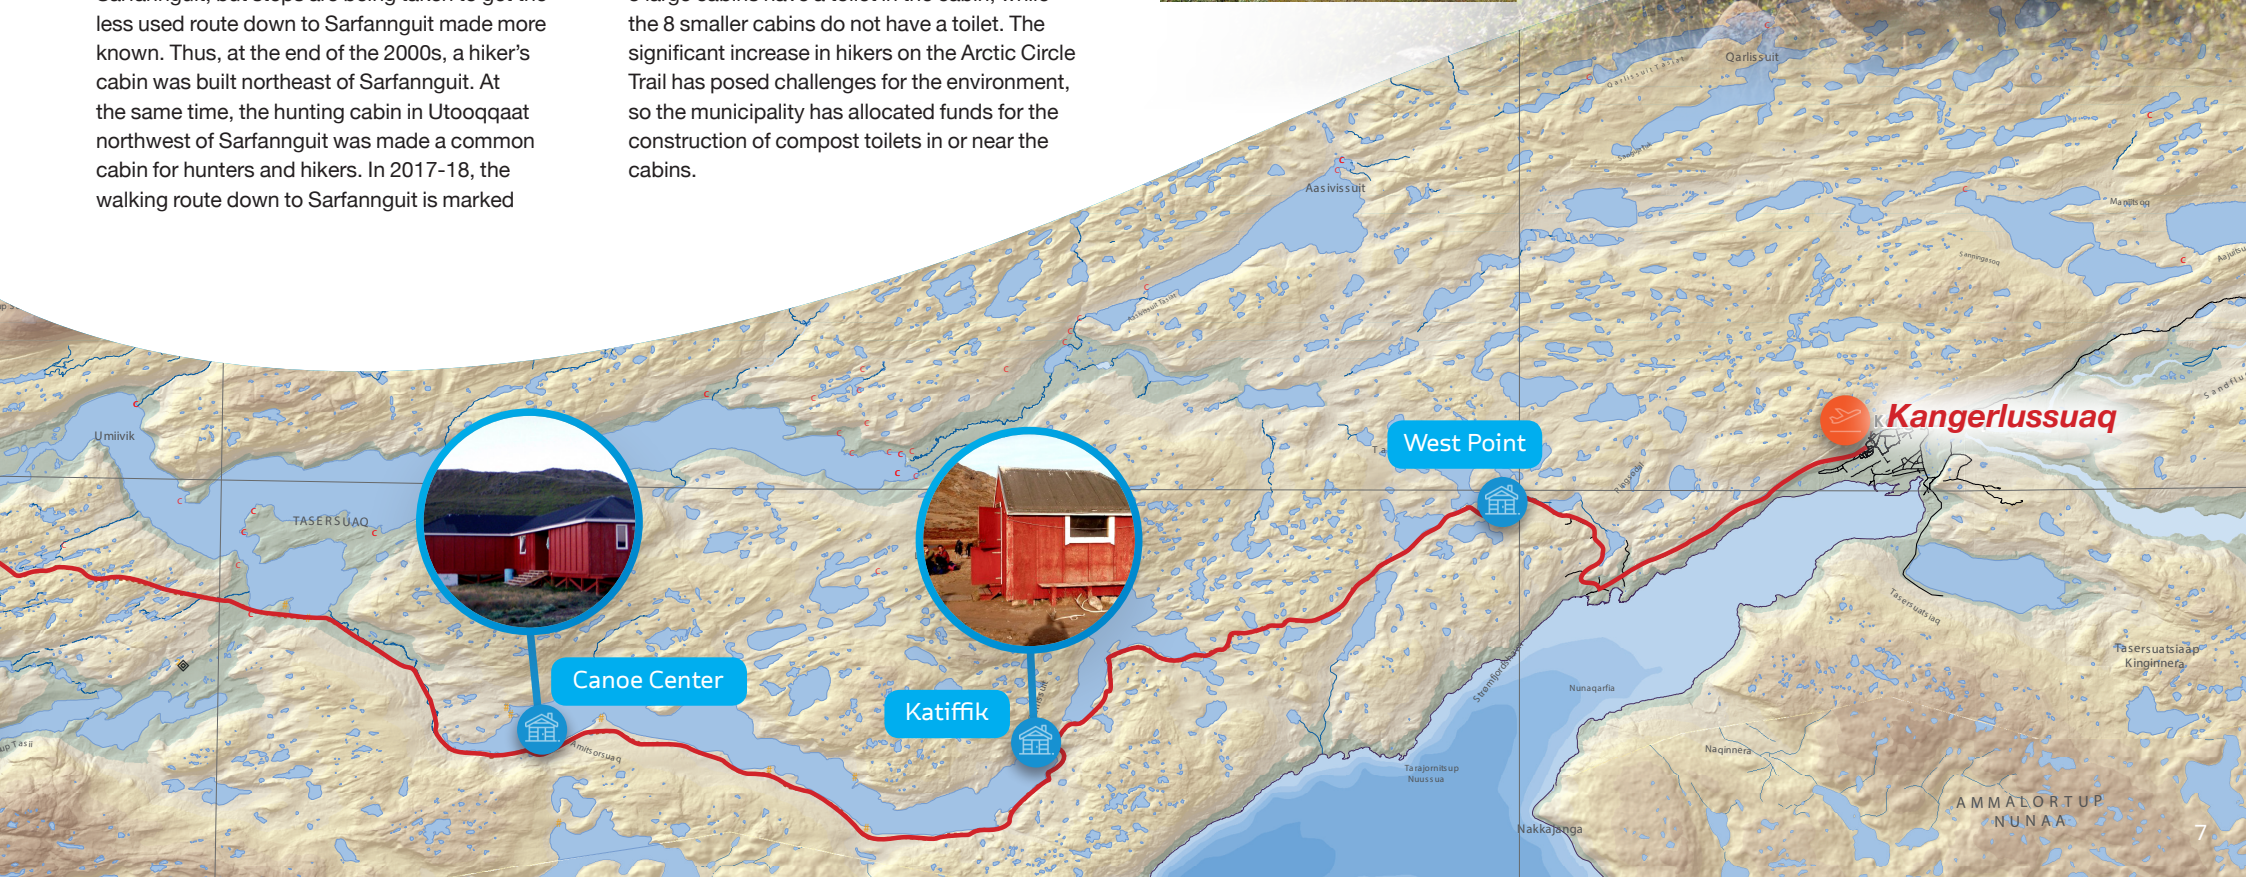 less used route down to Sarfannguit made more
known. Thus, at the end of the 2000s, a hiker's
cabin was built northeast of Sarfannguit. At
the same time, the hunting cabin in Utooqqaat
northwest of Sarfannguit was made a common
cabin for hunters and hikers. In 2017-18, the
walking route down to Sarfannguit is marked
the 8 smaller cabins do not have a toilet. The
significant increase in hikers on the Arctic Circle
Trail has posed challenges for the environment,
so the municipality has allocated funds for the
construction of compost toilets in or near the
cabins.
Qarlissuit
Qarlissuit Tasiat
Aasivissuit
Maniitsoq
Sanningasoq
Aasivissuit Tasiat
Umiivik
TASERSUAQ
West Point
Kangerlussuaq
Canoe Center
Katiffik
Amitsorsuaq
Tasersuatsiaq
Tasersuatsiaap
Kinginnera
Nunaqarfia
Naqinnera
Tarajornitsup
Nuussua
Nakkajanga
AMMALORTUP
NUNAA
7